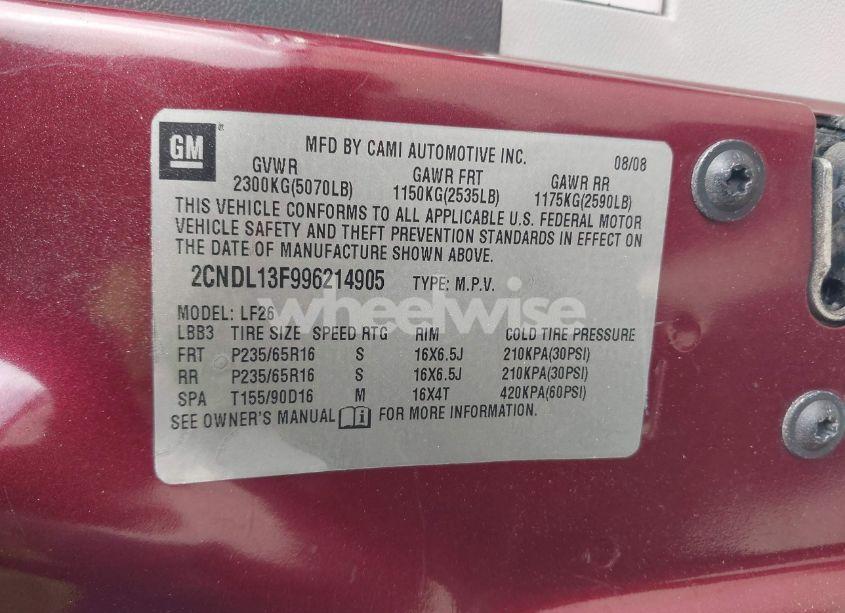 GM
MFD BY CAMI AUTOMOTIVE INC. 08/08
GVWR GAWR FRT GAWR RR
2300KG(5070LB) 1150KG(2535LB) 1175KG(2590LB)
THIS VEHICLE CONFORMS TO ALL APPLICABLE U.S. FEDERAL MOTOR
VEHICLE SAFETY AND THEFT PREVENTION STANDARDS IN EFFECT ON
THE DATE OF MANUFACTURE SHOWN ABOVE.
2CNDL13F996214905 TYPE: M.P.V.
wheelwise
MODEL: LF26
LBB3 TIRE SIZE SPEED RTG RIM COLD TIRE PRESSURE
FRT P235/65R16 S 16X6.5J 210KPA(30PSI)
RR P235/65R16 S 16X6.5J 210KPA(30PSI)
SPA T155/90D16 M 16X4T 420KPA(60PSI)
SEE OWNER'S MANUAL FOR MORE INFORMATION.